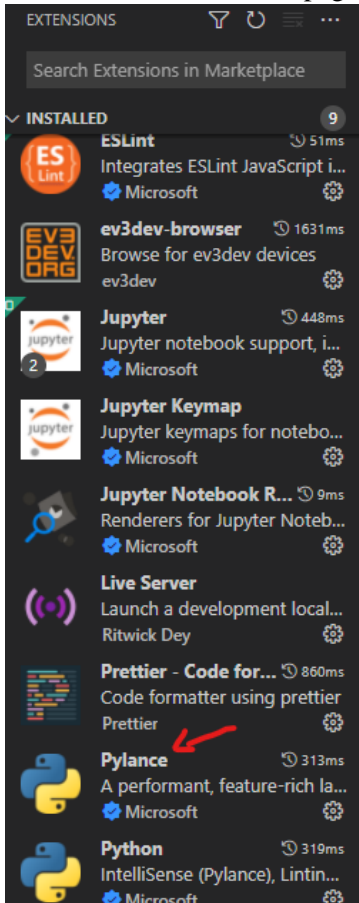 EXTENSIONS
Search Extensions in Marketplace
INSTALLED 9
ESLint 51ms
ES
Lint
Integrates ESLint JavaScript i...
Microsoft
ev3dev-browser 1631ms
EV3
DEV
ORG
Browse for ev3dev devices
ev3dev
Jupyter 448ms
jupyter
2
Jupyter notebook support, i...
Microsoft
Jupyter Keymap
jupyter
Jupyter keymaps for notebo...
Microsoft
Jupyter Notebook R... 9ms
Renderers for Jupyter Noteb...
Microsoft
Live Server
Launch a development local...
Ritwick Dey
Prettier - Code for... 860ms
Code formatter using prettier
Prettier
Pylance 313ms
A performant, feature-rich la...
Microsoft
Python 319ms
IntelliSense (Pylance), Lintin...
Microsoft